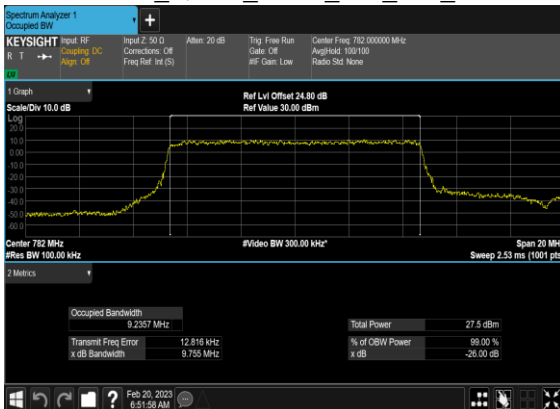 Spectrum Analyzer 1
Occupied BW
+
KEYSIGHT
R T
Input: RF
Coupling: DC
Align: Off
Input Z: 50 Ω
Corrections: Off
Freq Ref: Int (S)
Atten: 20 dB
Trig: Free Run
Gate: Off
#IF Gain: Low
Center Freq: 782.000000 MHz
Avg|Hold: 100/100
Radio Std: None
1 Graph
Scale/Div 10.0 dB
Ref Lvl Offset 24.80 dB
Ref Value 30.00 dBm
Log
20.0
10.0
0.00
-10.0
-20.0
-30.0
-40.0
-50.0
-60.0
Center 782 MHz
#Res BW 100.00 kHz
#Video BW 300.00 kHz*
Span 20 MH
Sweep 2.53 ms (1001 pts
2 Metrics
Occupied Bandwidth
9.2357 MHz
Transmit Freq Error 12.816 kHz
x dB Bandwidth 9.755 MHz
Total Power 27.5 dBm
% of OBW Power 99.00 %
x dB -26.00 dB
?
Feb 20, 2023
6:51:58 AM